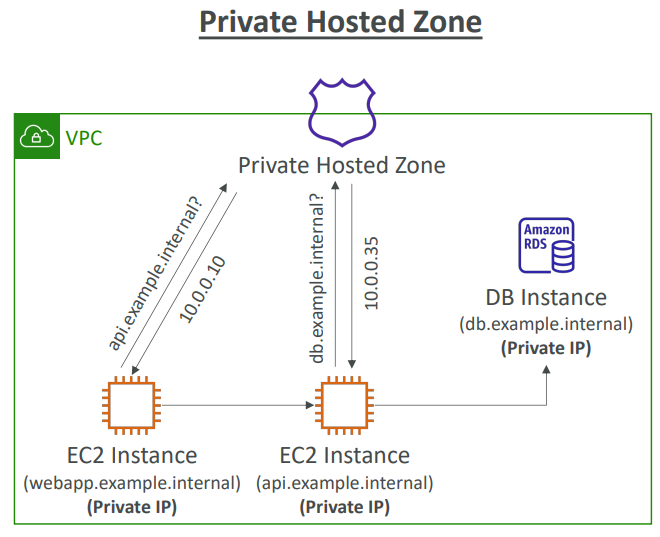 Private Hosted Zone
VPC
Private Hosted Zone
api.example.internal?
10.0.0.10
db.example.internal?
10.0.0.35
Amazon
RDS
DB Instance
(db.example.internal)
(Private IP)
EC2 Instance
(webapp.example.internal)
(Private IP)
EC2 Instance
(api.example.internal)
(Private IP)